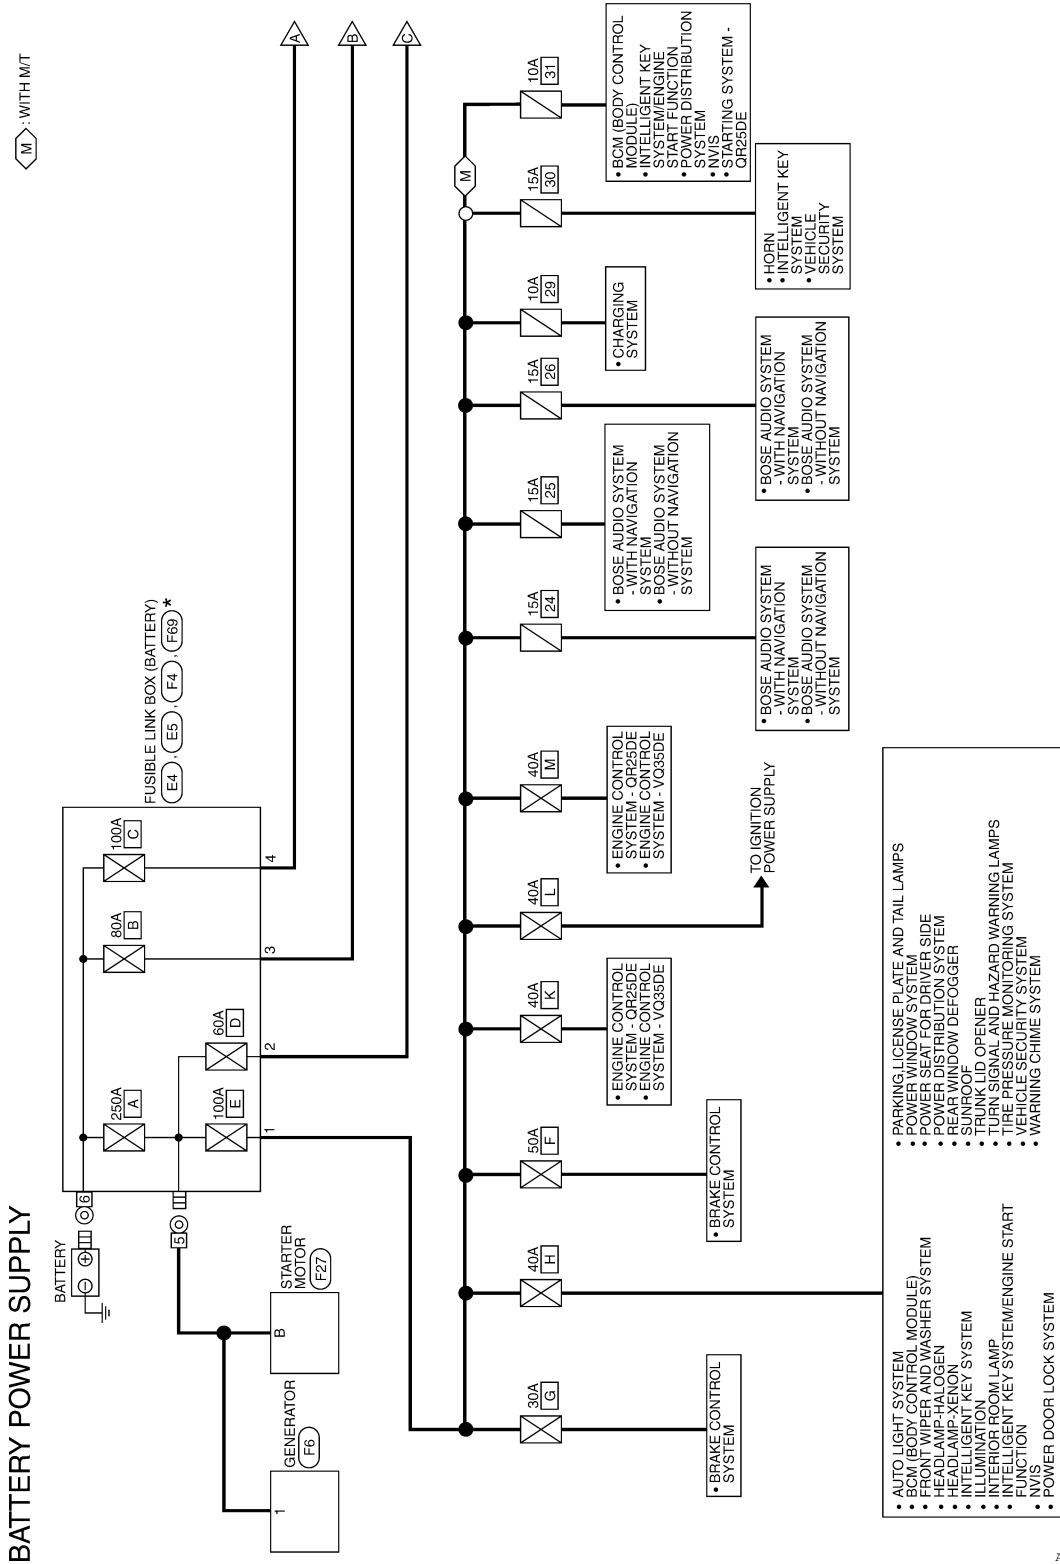 BATTERY POWER SUPPLY
M : WITH M/T
BATTERY
6
5
FUSIBLE LINK BOX (BATTERY)
E4 , E5 , F4 , F69 *
250A
A
80A
B
100A
C
100A
E
60A
D
1
2
3
4
A
B
C
GENERATOR
F6
1
STARTER
MOTOR
F27
B
30A
G
40A
H
50A
F
40A
K
40A
L
40A
M
15A
24
15A
25
15A
26
10A
29
M
15A
30
10A
31
• BRAKE CONTROL
SYSTEM
• BRAKE CONTROL
SYSTEM
• ENGINE CONTROL
SYSTEM - QR25DE
• ENGINE CONTROL
SYSTEM - VQ35DE
TO IGNITION
POWER SUPPLY
• ENGINE CONTROL
SYSTEM - QR25DE
• ENGINE CONTROL
SYSTEM - VQ35DE
• BOSE AUDIO SYSTEM
- WITH NAVIGATION
SYSTEM
• BOSE AUDIO SYSTEM
- WITHOUT NAVIGATION
SYSTEM
• BOSE AUDIO SYSTEM
- WITH NAVIGATION
SYSTEM
• BOSE AUDIO SYSTEM
- WITHOUT NAVIGATION
SYSTEM
• BOSE AUDIO SYSTEM
- WITH NAVIGATION
SYSTEM
• BOSE AUDIO SYSTEM
- WITHOUT NAVIGATION
SYSTEM
• CHARGING
SYSTEM
• HORN
• INTELLIGENT KEY
SYSTEM
• VEHICLE
SECURITY
SYSTEM
• BCM (BODY CONTROL
MODULE)
• INTELLIGENT KEY
SYSTEM/ENGINE
START FUNCTION
• POWER DISTRIBUTION
SYSTEM
• NVIS
• STARTING SYSTEM -
QR25DE
• AUTO LIGHT SYSTEM
• BCM (BODY CONTROL MODULE)
• FRONT WIPER AND WASHER SYSTEM
• HEADLAMP-HALOGEN
• HEADLAMP-XENON
• INTELLIGENT KEY SYSTEM
• ILLUMINATION
• INTERIOR ROOM LAMP
• INTELLIGENT KEY SYSTEM/ENGINE START
FUNCTION
• NVIS
• POWER DOOR LOCK SYSTEM
• PARKING,LICENSE PLATE AND TAIL LAMPS
• POWER WINDOW SYSTEM
• POWER SEAT FOR DRIVER SIDE
• POWER DISTRIBUTION SYSTEM
• REAR WINDOW DEFOGGER
• SUNROOF
• TRUNK LID OPENER
• TURN SIGNAL AND HAZARD WARNING LAMPS
• TIRE PRESSURE MONITORING SYSTEM
• VEHICLE SECURITY SYSTEM
• WARNING CHIME SYSTEM